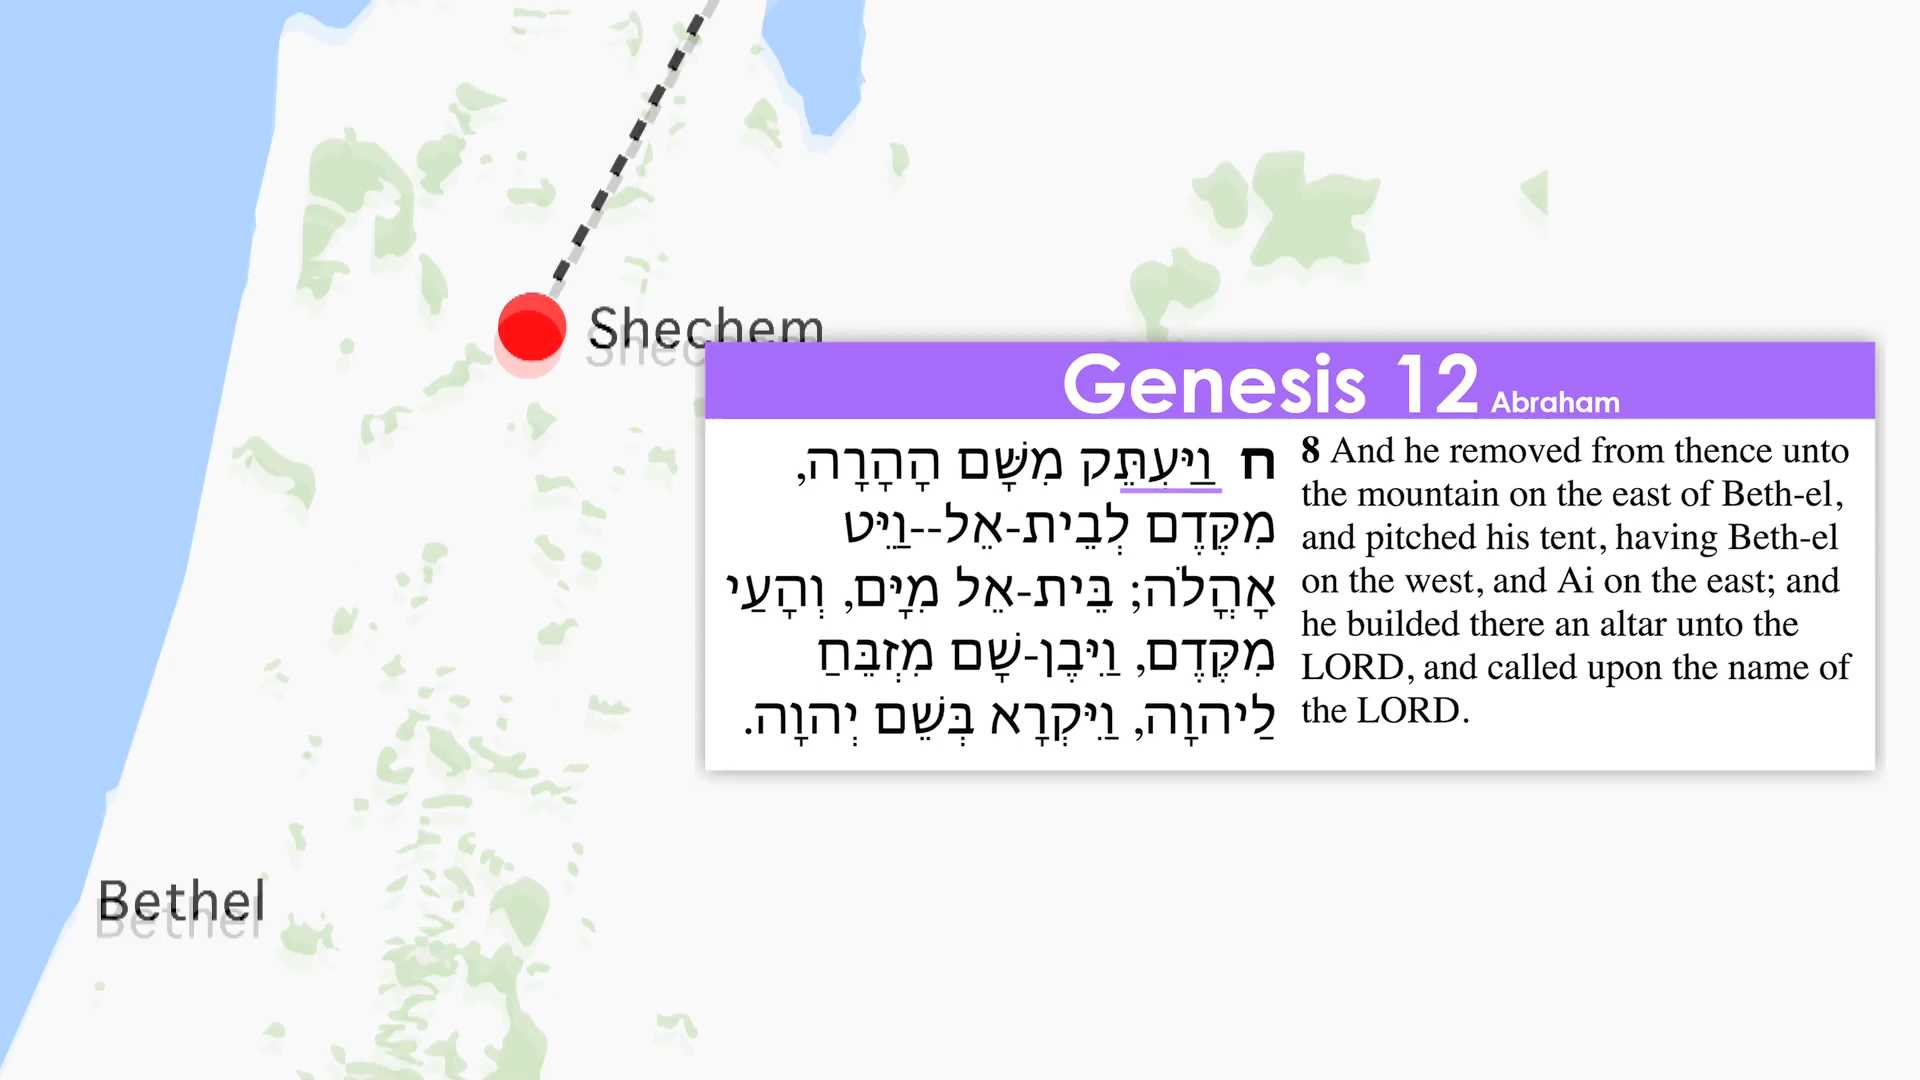 Shechem
Genesis 12 Abraham
ח וַיַּעְתֵּק מִשָּׁם הָהָרָה,
מִקֶּדֶם לְבֵית-אֵל--וַיֵּט
אָהֳלֹה; בֵּית-אֵל מִיָּם, וְהָעַי
מִקֶּדֶם, וַיִּבֶן-שָׁם מִזְבֵּחַ
לַיהוָה, וַיִּקְרָא בְּשֵׁם יְהוָה.
8 And he removed from thence unto
the mountain on the east of Beth-el,
and pitched his tent, having Beth-el
on the west, and Ai on the east; and
he builded there an altar unto the
LORD, and called upon the name of
the LORD.
Bethel